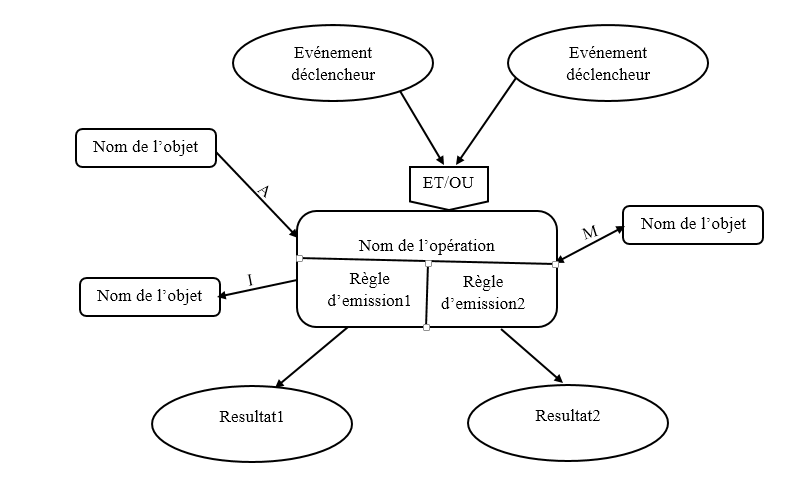 Evénement
déclencheur
Evénement
déclencheur
Nom de l'objet
A
ET/OU
Nom de l'objet
M
Nom de l'opération
Nom de l'objet
I
Règle
d'emission1
Règle
d'emission2
Resultat1
Resultat2